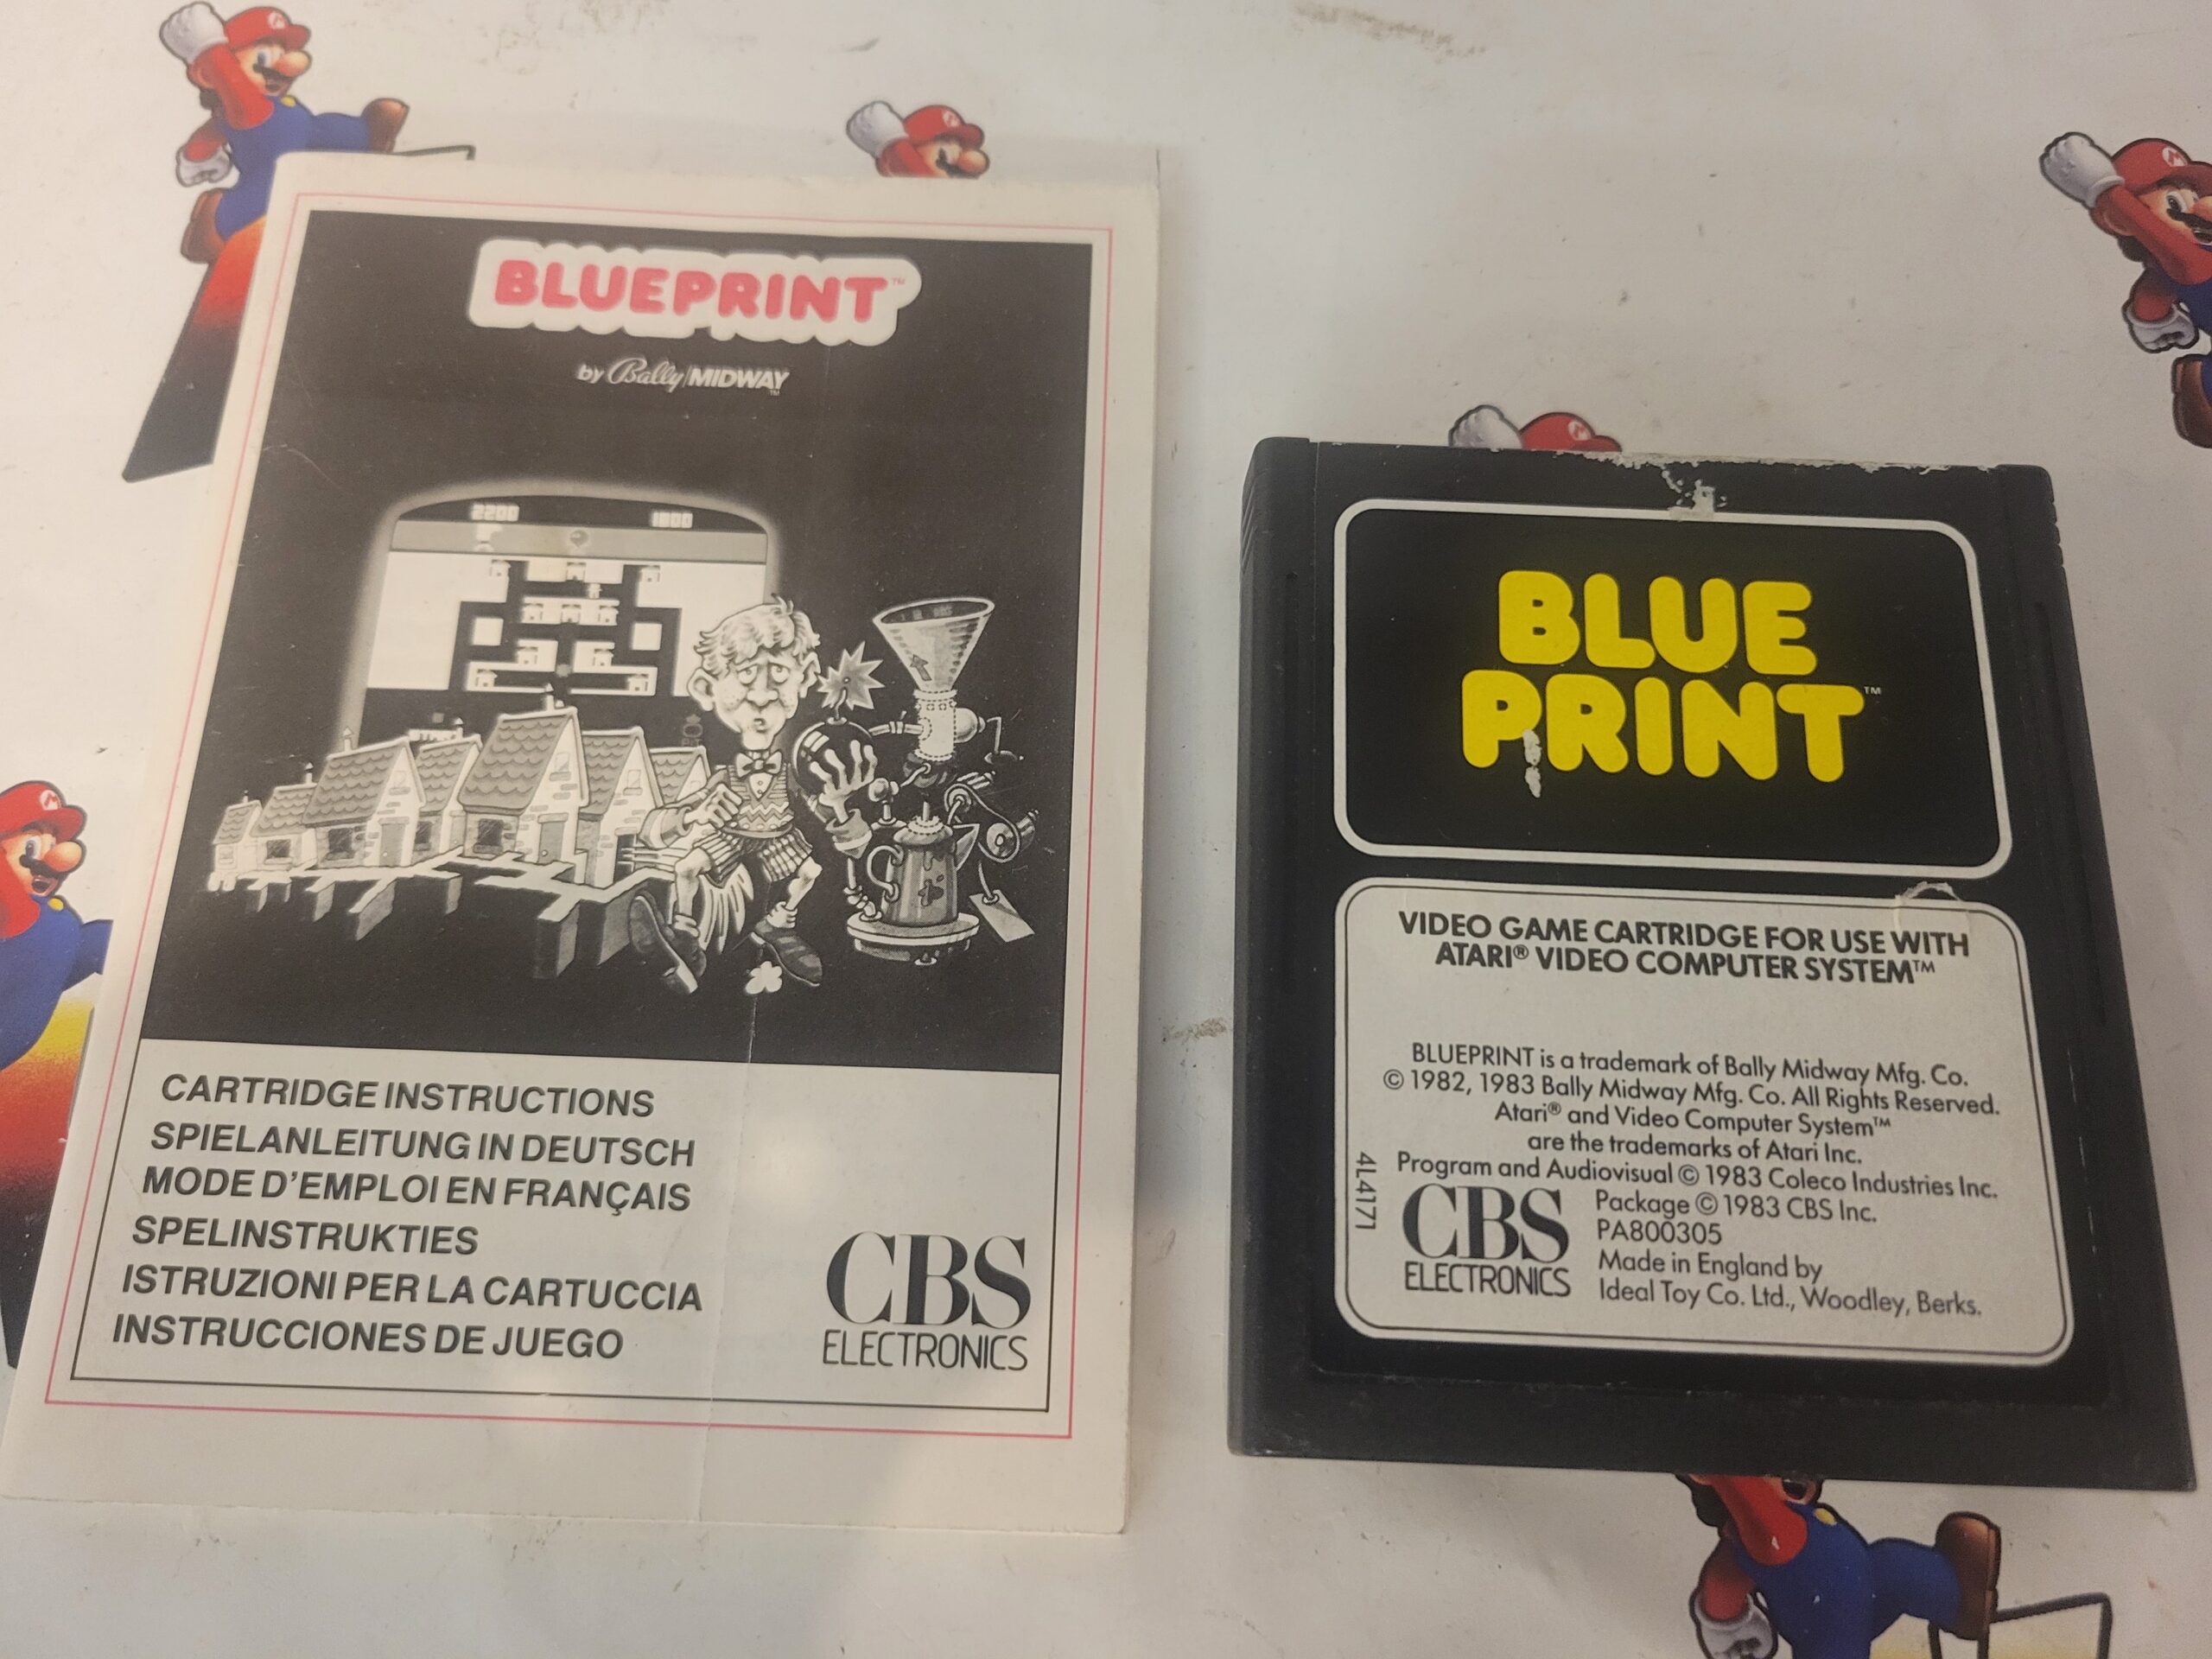 BLUEPRINT™
by Bally/MIDWAY™
2200 1800
CARTRIDGE INSTRUCTIONS
SPIELANLEITUNG IN DEUTSCH
MODE D'EMPLOI EN FRANÇAIS
SPELINSTRUKTIES
ISTRUZIONI PER LA CARTUCCIA
INSTRUCCIONES DE JUEGO
CBS
ELECTRONICS
BLUE
PRINT™
VIDEO GAME CARTRIDGE FOR USE WITH
ATARI® VIDEO COMPUTER SYSTEM™
BLUEPRINT is a trademark of Bally Midway Mfg. Co.
© 1982, 1983 Bally Midway Mfg. Co. All Rights Reserved.
Atari® and Video Computer System™
are the trademarks of Atari Inc.
Program and Audiovisual © 1983 Coleco Industries Inc.
Package © 1983 CBS Inc.
PA800305
Made in England by
Ideal Toy Co. Ltd., Woodley, Berks.
CBS
ELECTRONICS
4L4171